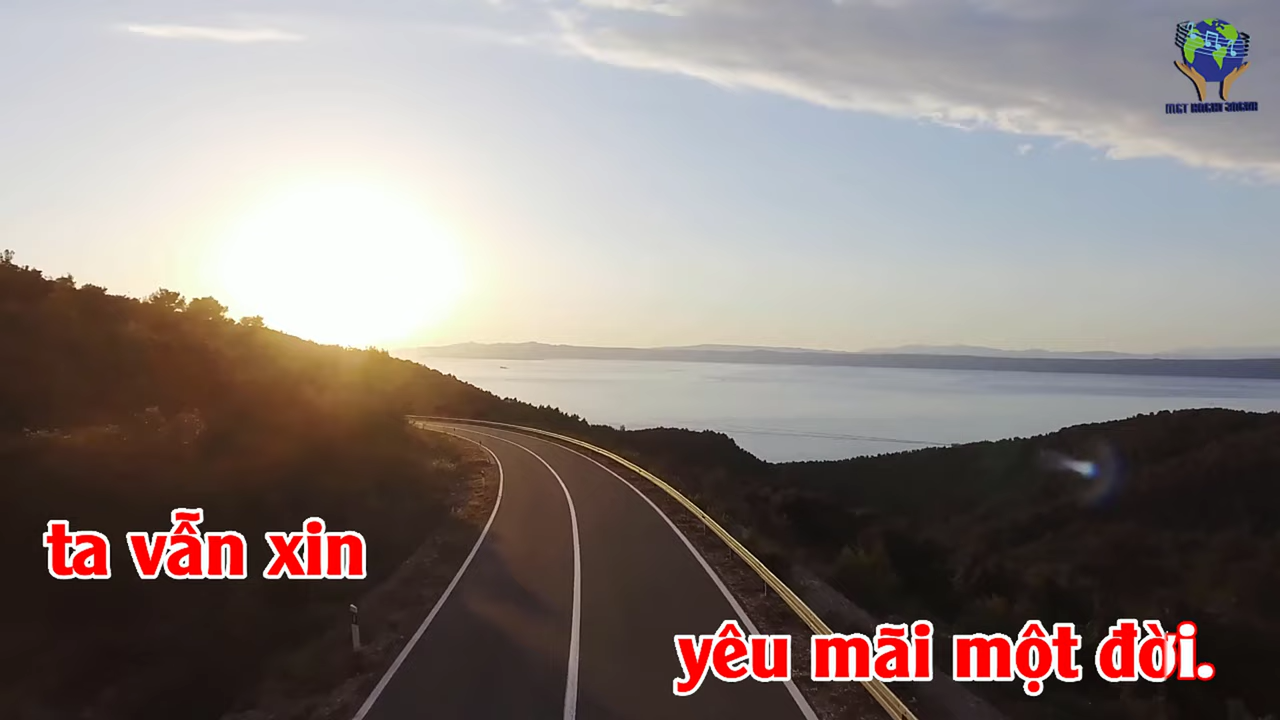 ta vẫn xin
yêu mãi một đời.